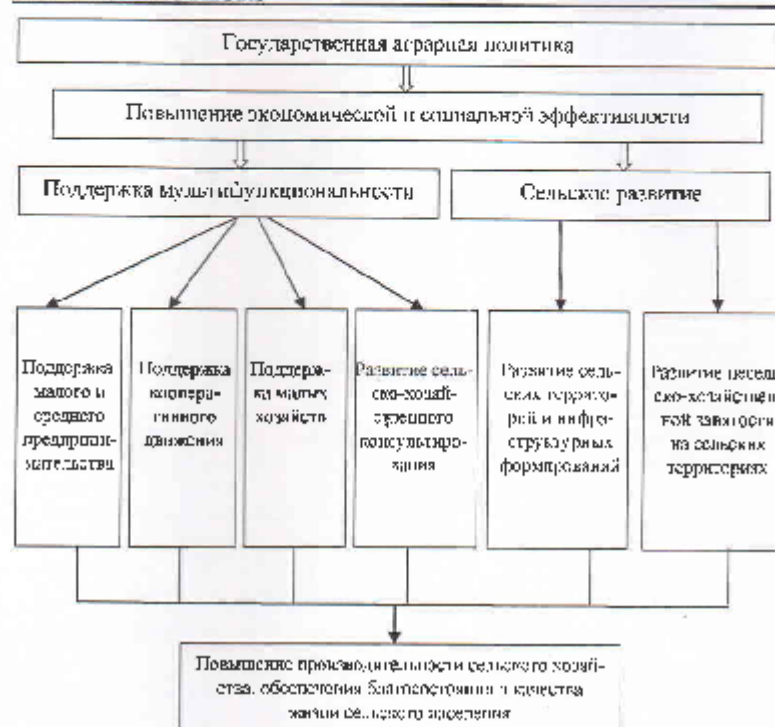 Государственная аграрная политика
Повышение экономической и социальной эффективности
Поддержка мультифункциональности
Сельское развитие
Поддержка
малого и
среднего
предприни-
мательства
Поддержка
коопера-
тивного
движения
Поддерж-
ка малых
хозяйств
Развитие сель-
ско-хозяй-
ственного
консультиро-
вания
Развитие сель-
ских террито-
рий и инфра-
структурных
формирований
Развитие несель-
ско-хозяйствен-
ной занятости
на сельских
территориях
Повышение производительности сельского хозяй-
ства, обеспечения благосостояния и качества
жизни сельского населения